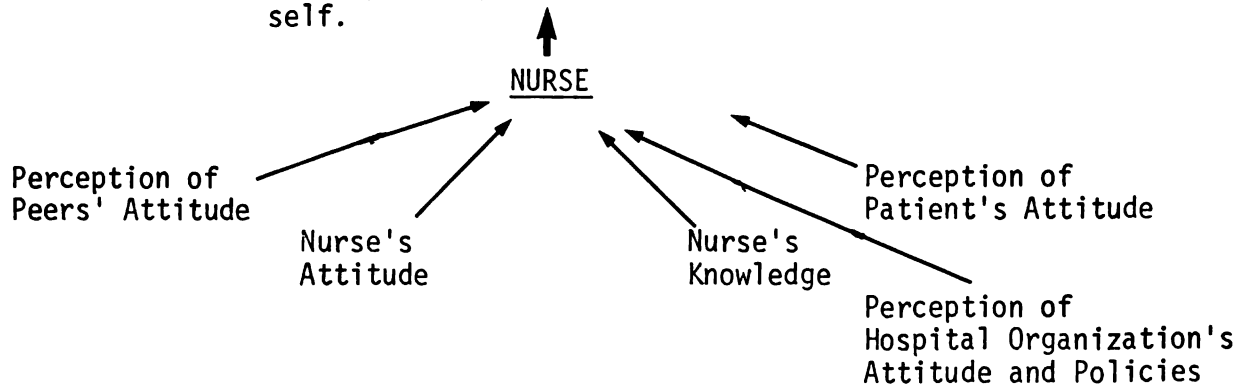 self.
NURSE
Perception of
Peers' Attitude
Nurse's
Attitude
Nurse's
Knowledge
Perception of
Patient's Attitude
Perception of
Hospital Organization's
Attitude and Policies